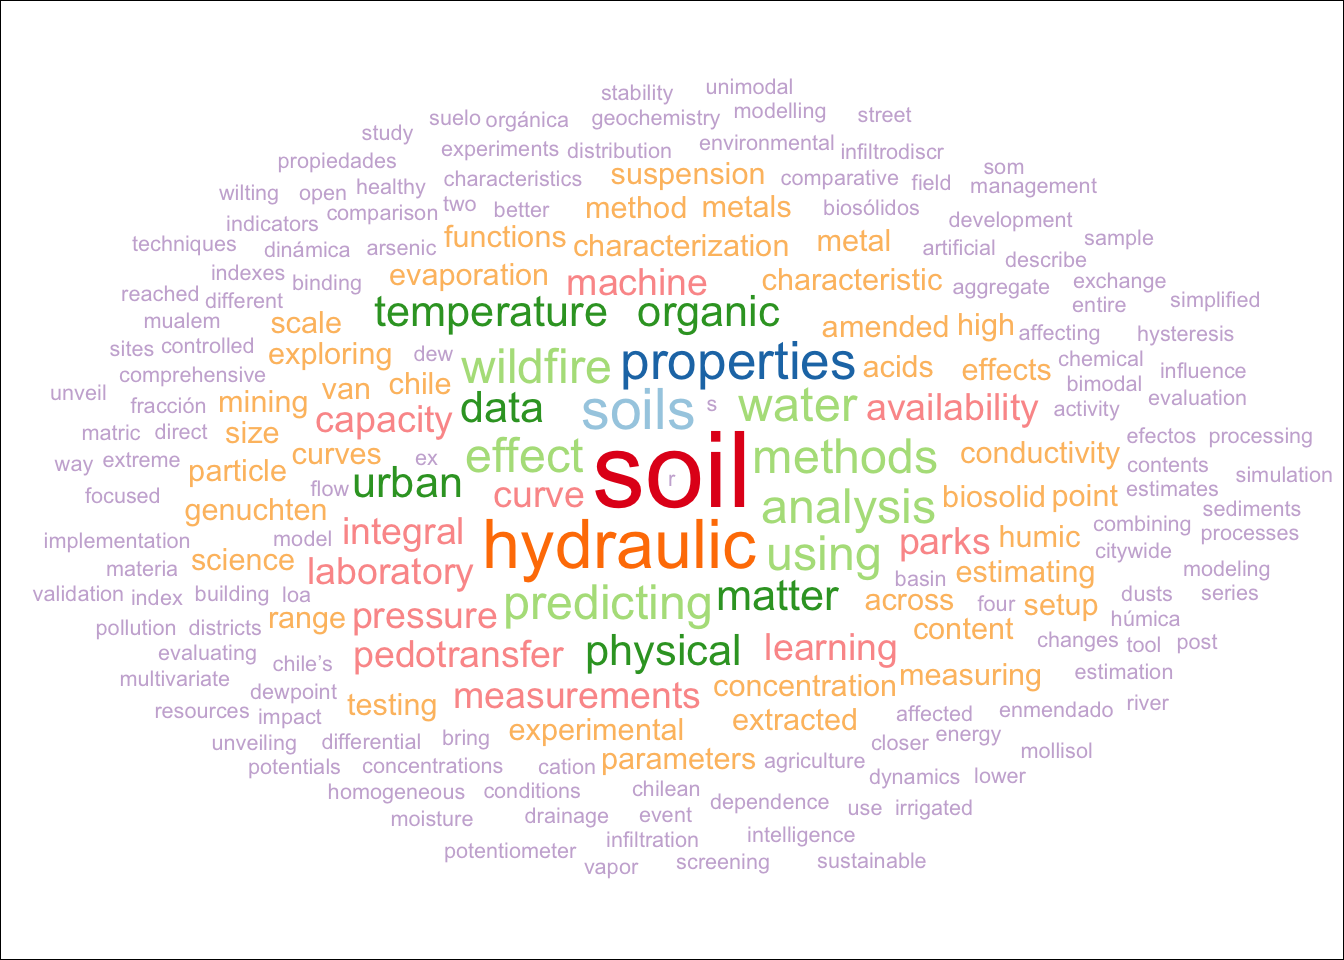 stability unimodal
suelo orgánica geochemistry modelling street
study experiments distribution environmental infiltrodiscr
propiedades characteristics suspension comparative field som management
wilting open healthy two better method metals biosólidos
indicators comparison functions characterization metal development sample
techniques dinámica arsenic evaporation machine artificial describe
indexes binding characteristic aggregate exchange
reached different temperature organic entire simplified
mualem scale amended high affecting hysteresis
sites controlled exploring dew wildfire properties acids effects chemical influence
comprehensive van chile bimodal evaluation
unveil fracción mining capacity data soils s water availability activity
matric direct size curves effect soil methods conductivity efectos processing
way extreme particle ex r contents simulation
focused flow urban curve analysis biosolid point estimates sediments
genuchten integral hydraulic parks humic combining processes
implementation model science using citywide modeling
materia laboratory basin estimating
validation index building loa predicting matter across four setup dusts series
pollution districts range pressure content húmica
evaluating chile’s pedotransfer physical learning changes tool post
multivariate dewpoint measurements concentration measuring estimation
resources impact testing experimental extracted affected enmendado river
unveiling differential bring closer energy mollisol
potentials concentrations cation parameters agriculture dynamics lower
homogeneous conditions chilean dependence use irrigated
moisture drainage event intelligence
potentiometer infiltration screening sustainable
vapor